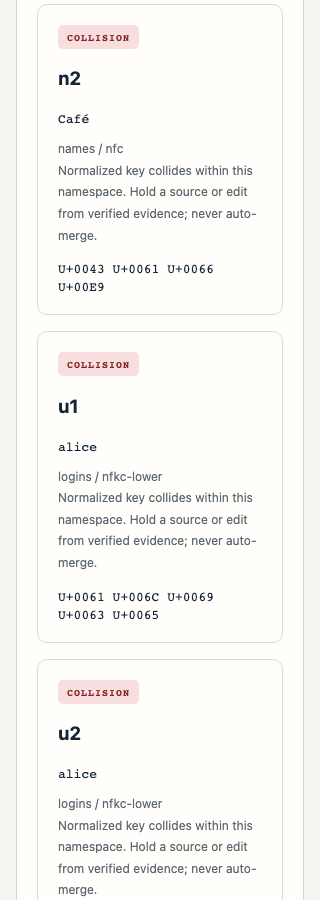 COLLISION
n2
Café
names / nfc
Normalized key collides within this
namespace. Hold a source or edit
from verified evidence; never auto-
merge.
U+0043 U+0061 U+0066
U+00E9
COLLISION
u1
alice
logins / nfkc-lower
Normalized key collides within this
namespace. Hold a source or edit
from verified evidence; never auto-
merge.
U+0061 U+006C U+0069
U+0063 U+0065
COLLISION
u2
alice
logins / nfkc-lower
Normalized key collides within this
namespace. Hold a source or edit
from verified evidence; never auto-
merge.